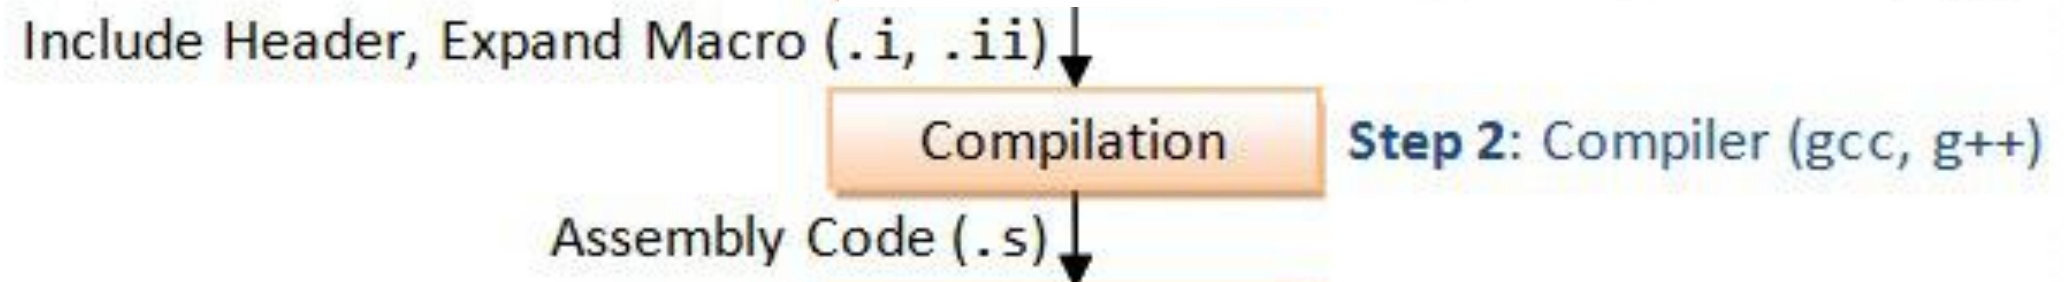 Include Header, Expand Macro (.i, .ii)
Compilation
Step 2: Compiler (gcc, g++)
Assembly Code (.s)